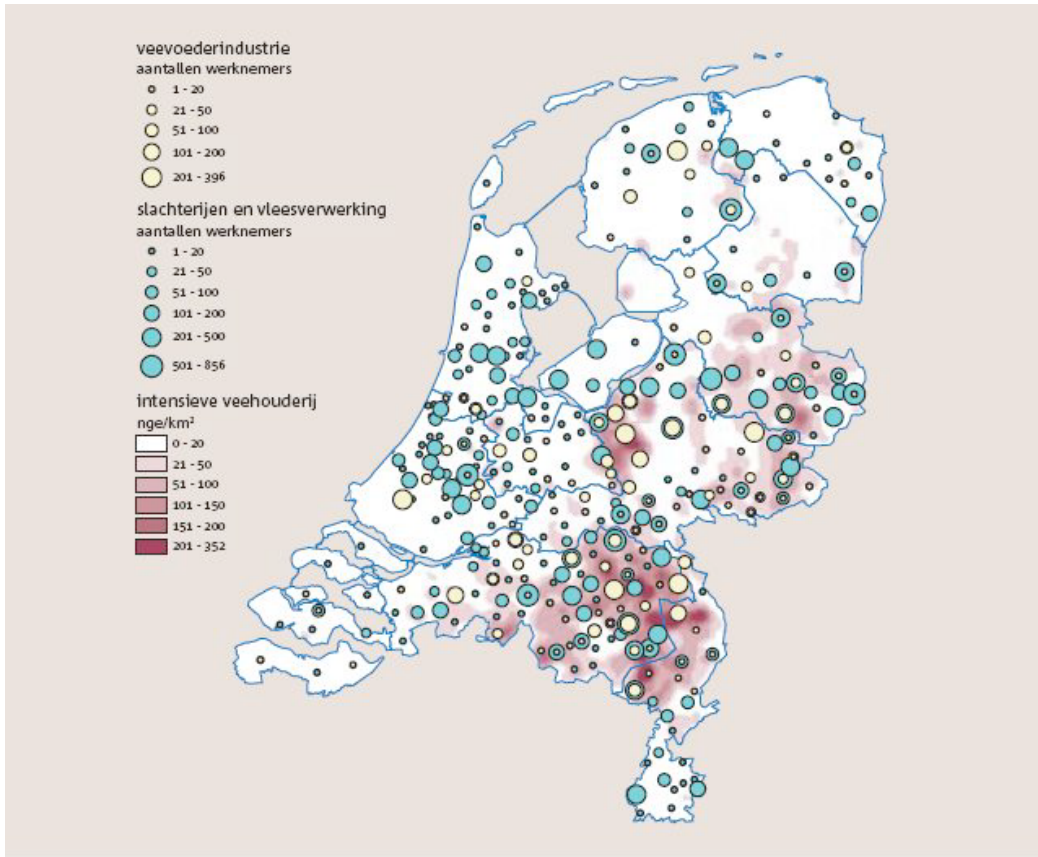 veevoederindustrie
aantallen werknemers
1 - 20
21 - 50
51 - 100
101 - 200
201 - 396
slachterijen en vleesverwerking
aantallen werknemers
1 - 20
21 - 50
51 - 100
101 - 200
201 - 500
501 - 856
intensieve veehouderij
nge/km²
0 - 20
21 - 50
51 - 100
101 - 150
151 - 200
201 - 352